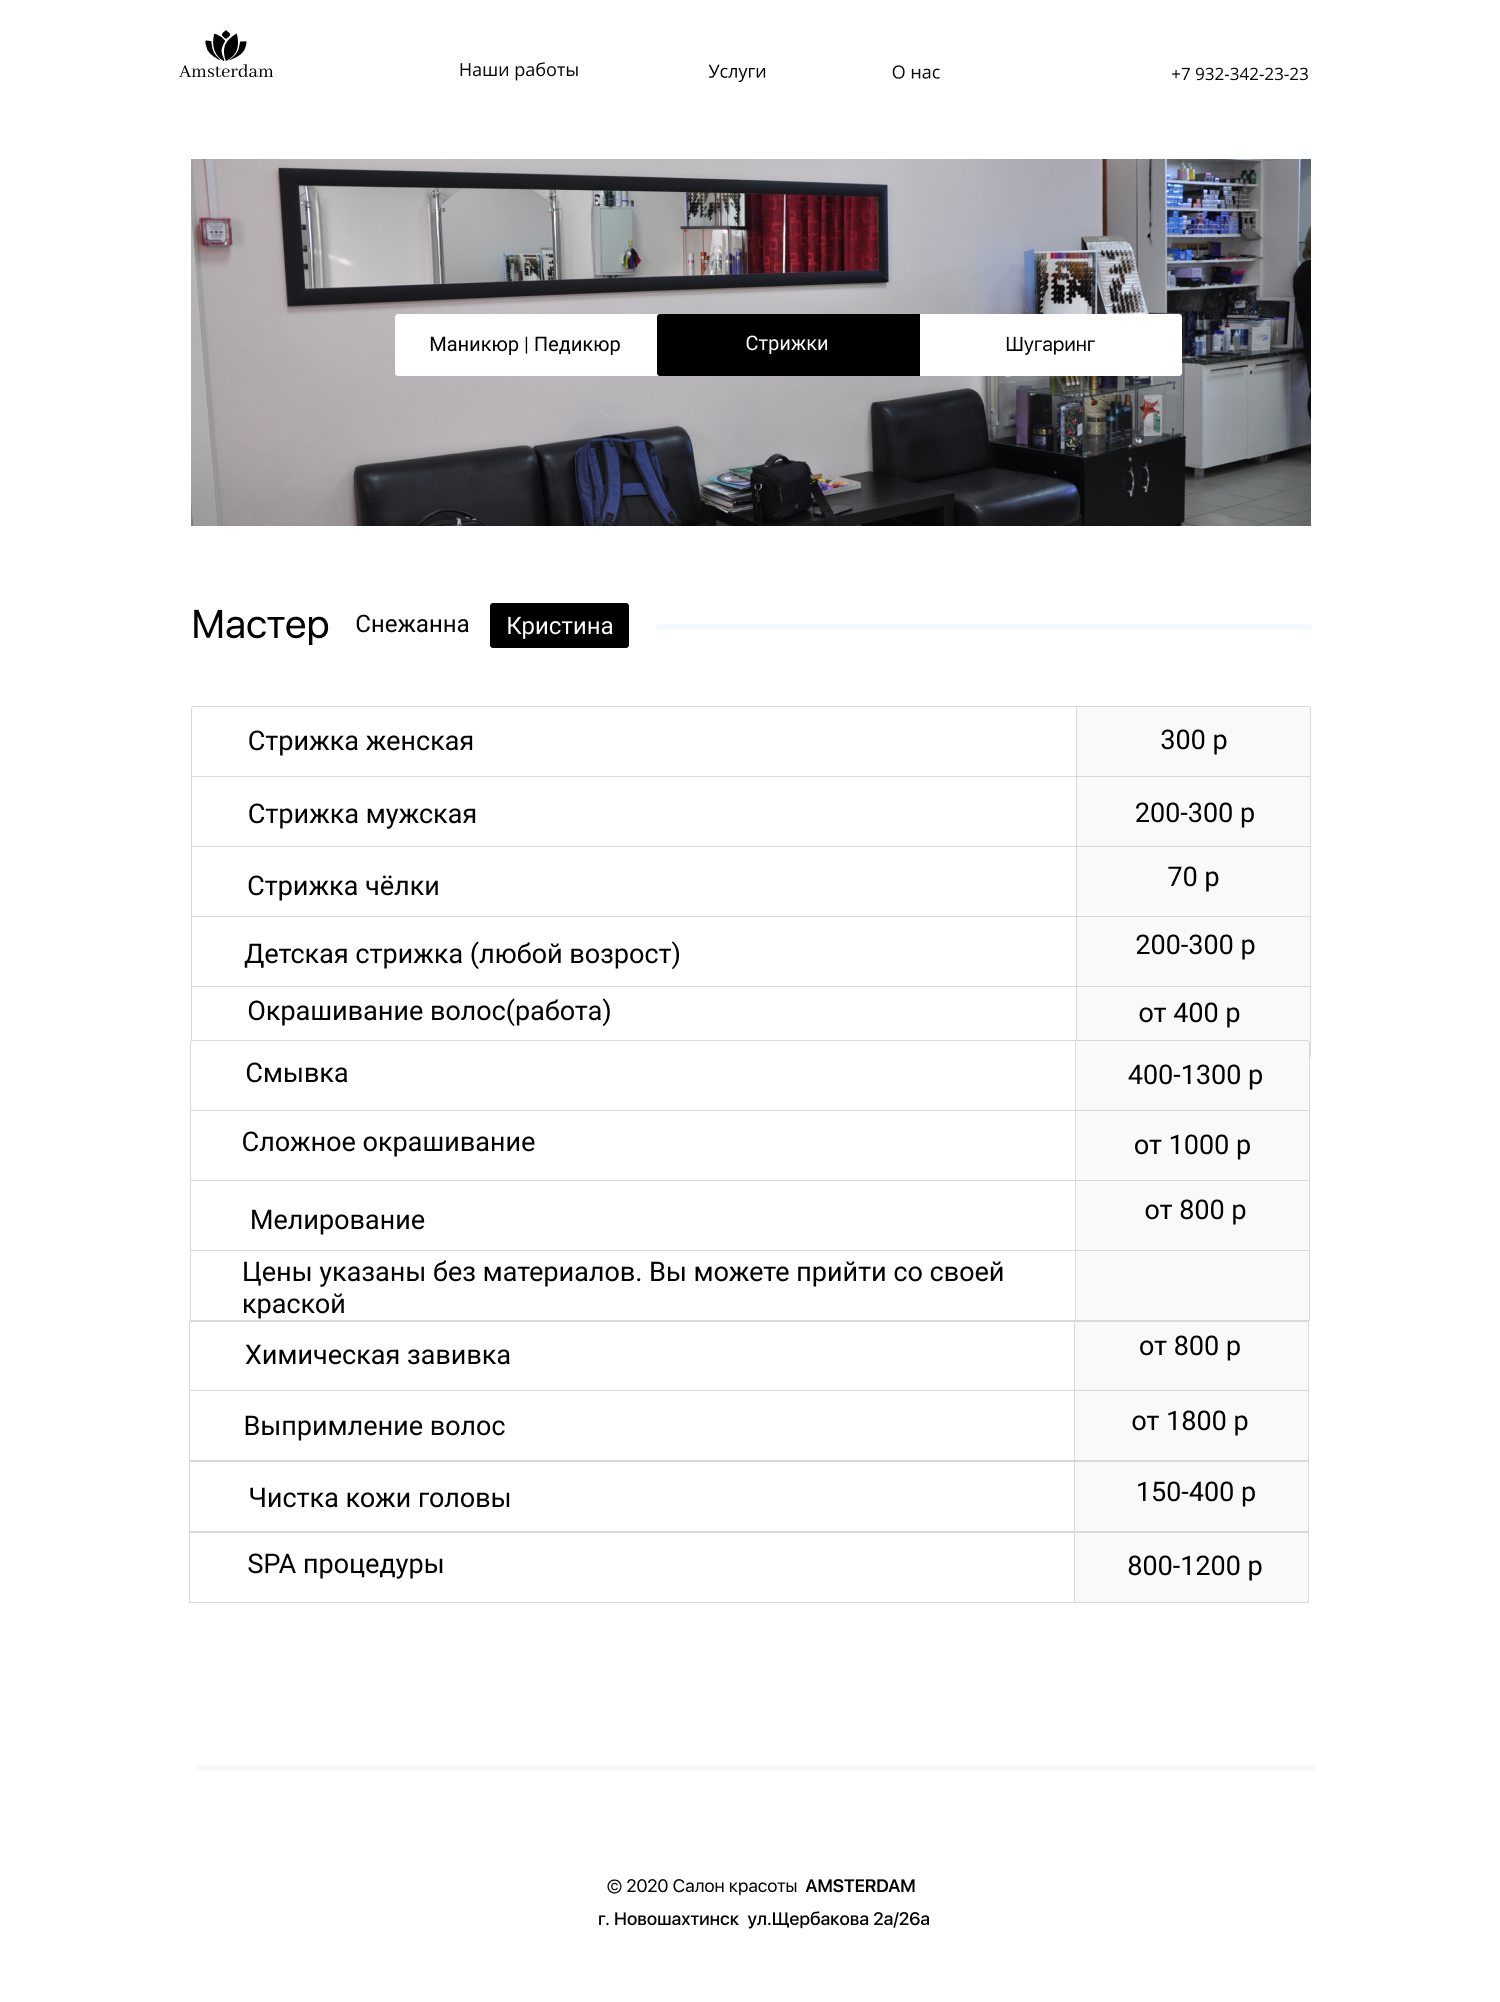 Amsterdam
Наши работы
Услуги
О нас
+7 932-342-23-23
Маникюр | Педикюр
Стрижки
Шугаринг
Мастер
Снежанна
Кристина
Стрижка женская
300 р
Стрижка мужская
200-300 р
Стрижка чёлки
70 р
Детская стрижка (любой возрост)
200-300 р
Окрашивание волос(работа)
от 400 р
Смывка
400-1300 р
Сложное окрашивание
от 1000 р
Мелирование
от 800 р
Цены указаны без материалов. Вы можете прийти со своей
краской
Химическая завивка
от 800 р
Выпримление волос
от 1800 р
Чистка кожи головы
150-400 р
SPA процедуры
800-1200 р
© 2020 Салон красоты AMSTERDAM
г. Новошахтинск ул.Щербакова 2а/26а